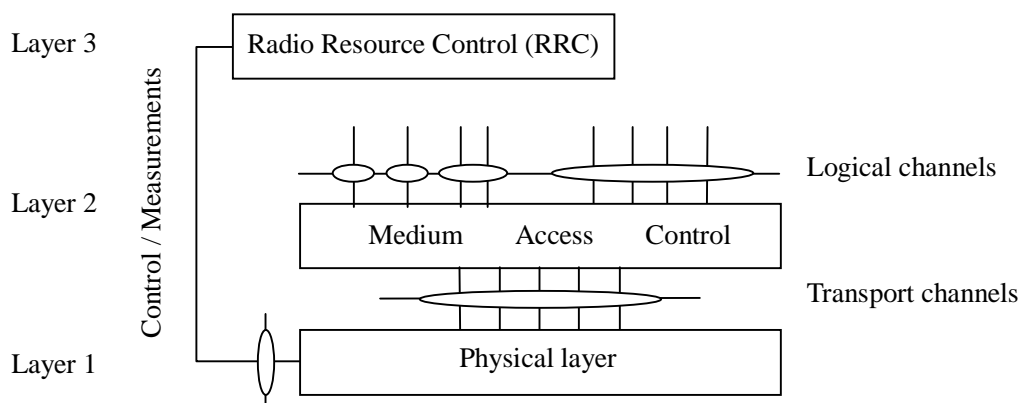 Layer 3
Radio Resource Control (RRC)
Control / Measurements
Logical channels
Layer 2
Medium Access Control
Transport channels
Layer 1
Physical layer